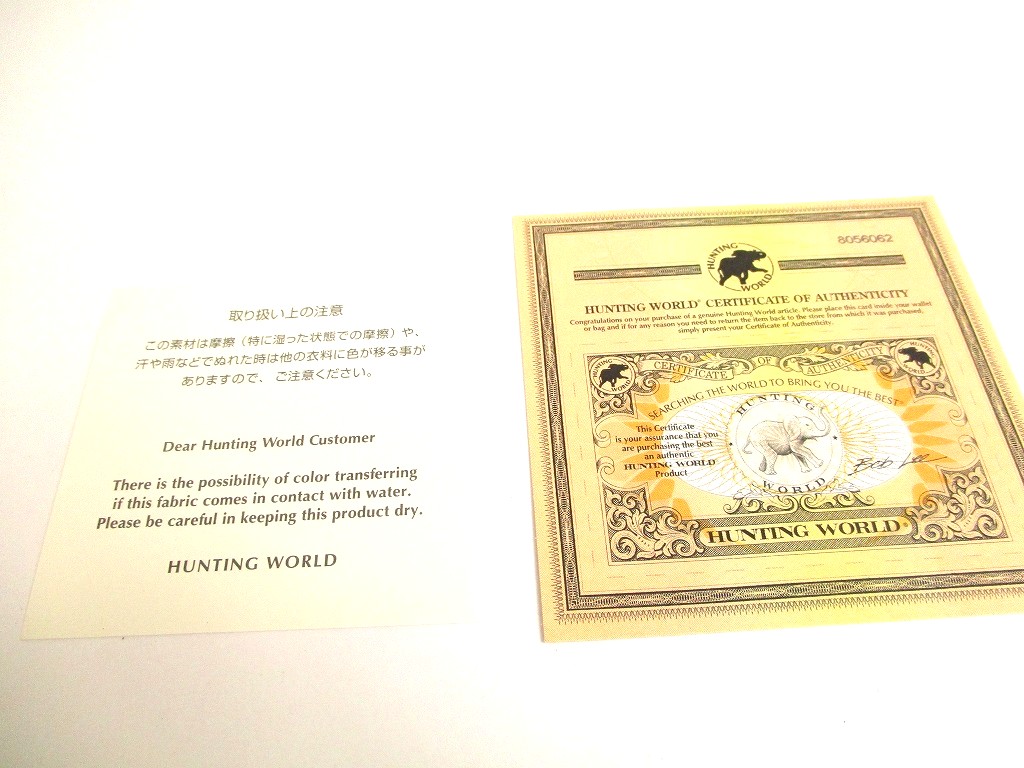 取り扱い上の注意
この素材は摩擦（特に湿った状態での摩擦）や、
汗や雨などでぬれた時は他の衣料に色が移る事が
ありますので、ご注意ください。
Dear Hunting World Customer
There is the possibility of color transferring
if this fabric comes in contact with water.
Please be careful in keeping this product dry.
HUNTING WORLD
8056062
HUNTING
WORLD
HUNTING WORLD® CERTIFICATE OF AUTHENTICITY
Congratulations on your purchase of a genuine Hunting World article. Please place this card inside your wallet
or bag and if for any reason you need to return the item back to the store from which it was purchased,
simply present your Certificate of Authenticity.
HUNTING
WORLD
CERTIFICATE OF AUTHENTICITY
HUNTING
WORLD
SEARCHING THE WORLD TO BRING YOU THE BEST™
HUNTING
WORLD
This Certificate
is your assurance that you
are purchasing the best
an authentic
HUNTING WORLD
Product
Bob Lee
HUNTING WORLD®